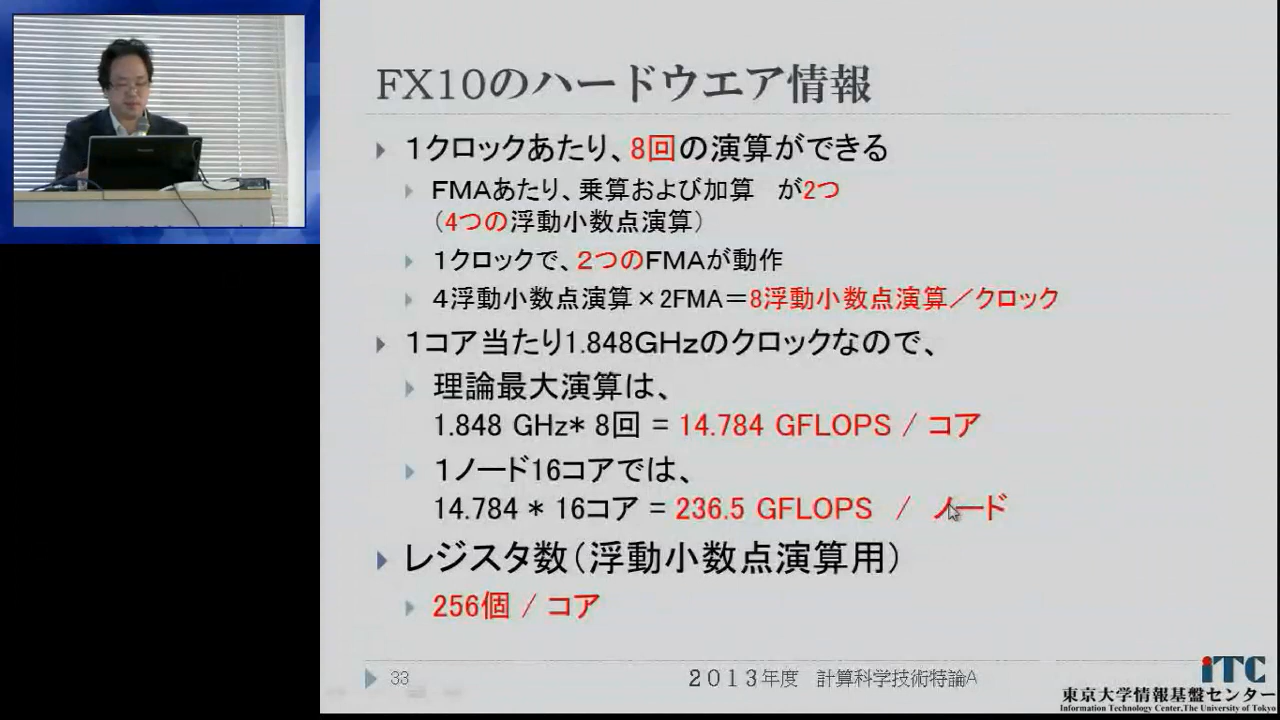 FX10のハードウエア情報
1クロックあたり、8回の演算ができる
FMAあたり、乗算および加算　が2つ
（4つの浮動小数点演算）
1クロックで、2つのFMAが動作
4浮動小数点演算×2FMA＝8浮動小数点演算／クロック
1コア当たり1.848GHzのクロックなので、
理論最大演算は、
1.848 GHz* 8回 = 14.784 GFLOPS / コア
1ノード16コアでは、
14.784 * 16コア = 236.5 GFLOPS / ノード
レジスタ数（浮動小数点演算用）
256個 / コア
33
2013年度　計算科学技術特論A
iTC
東京大学情報基盤センター
Information Technology Center,The University of Tokyo